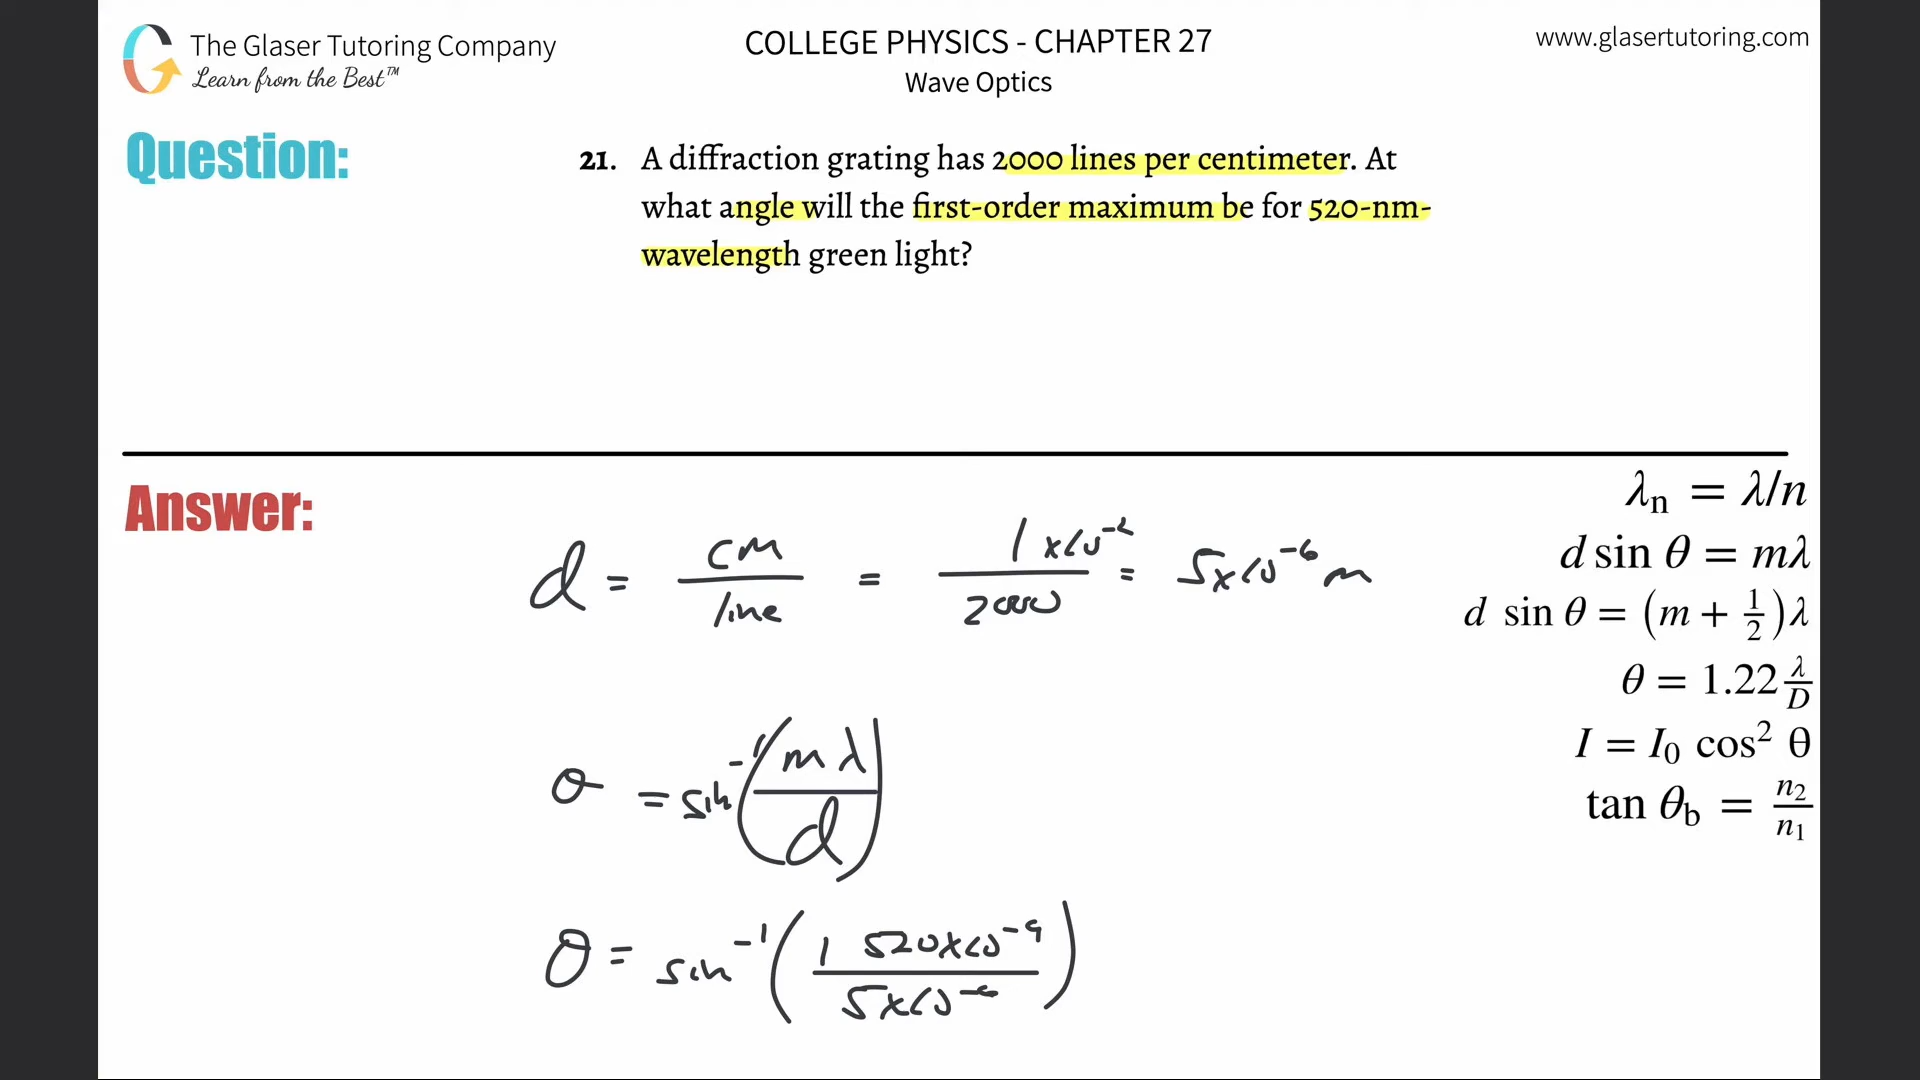 The Glaser Tutoring Company
Learn from the Best™
COLLEGE PHYSICS - CHAPTER 27
Wave Optics
www.glasertutoring.com
Question:
21. A diffraction grating has 2000 lines per centimeter. At
what angle will the first-order maximum be for 520-nm-
wavelength green light?
Answer:
d = cm/line = 1x10⁻²/2000 = 5x10⁻⁶ m
θ = sin⁻¹(mλ/d)
θ = sin⁻¹(1 520x10⁻⁹/5x10⁻⁶)
λₙ = λ/n
d sin θ = mλ
d sin θ = (m + 1/2)λ
θ = 1.22 λ/D
I = I₀ cos² θ
tan θb = n₂/n₁